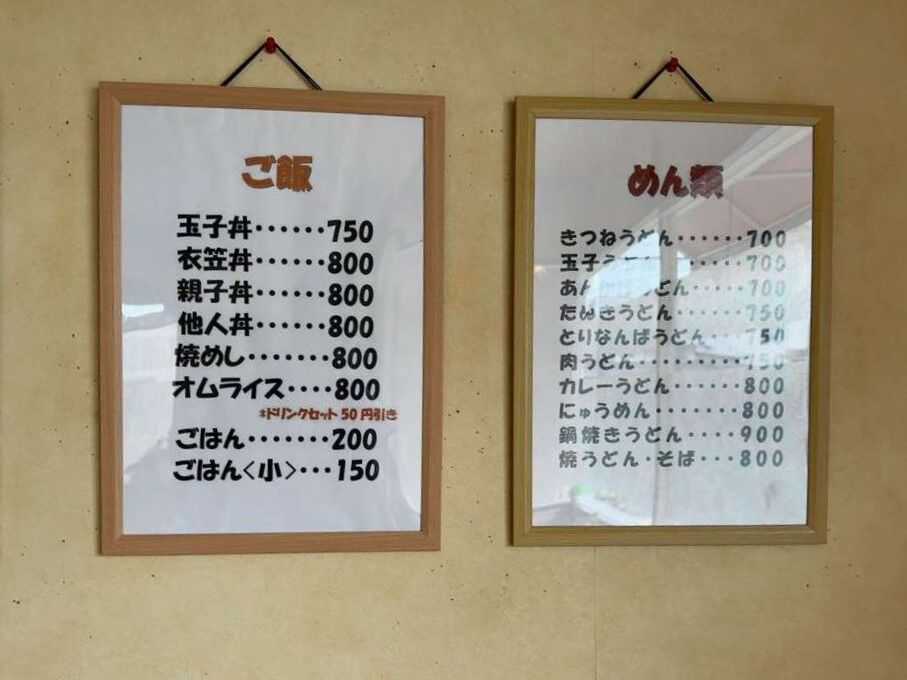 ご飯
玉子丼‥‥‥750
衣笠丼‥‥‥800
親子丼‥‥‥800
他人丼‥‥‥800
焼めし‥‥‥・800
オムライス‥‥800
*ドリンクセット50円引き
ごはん‥‥‥・200
ごはん〈小〉・・・150
めん類
きつねうどん‥‥‥700
玉子う‥‥‥700
あん うどん‥‥‥700
たぬきうどん‥‥‥750
とりなんばうどん‥・750
肉うどん‥‥‥‥750
カレーうどん‥‥‥800
にゅうめん‥‥‥‥800
鍋焼きうどん‥‥900
焼うどん・そば・・・800